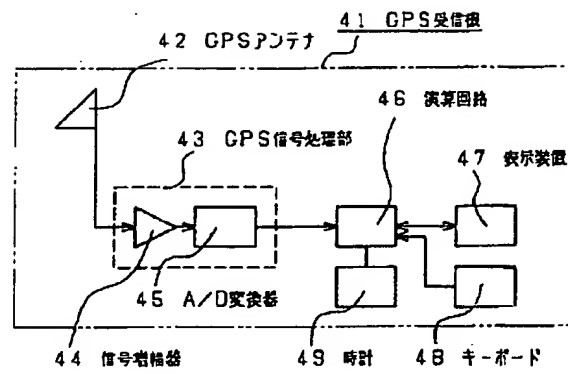 42 GPSアンテナ
41 GPS受信機
46 演算回路
43 GPS信号処理部
47 表示装置
45 A/D変換器
44 信号増幅器
49 時計
48 キーボード